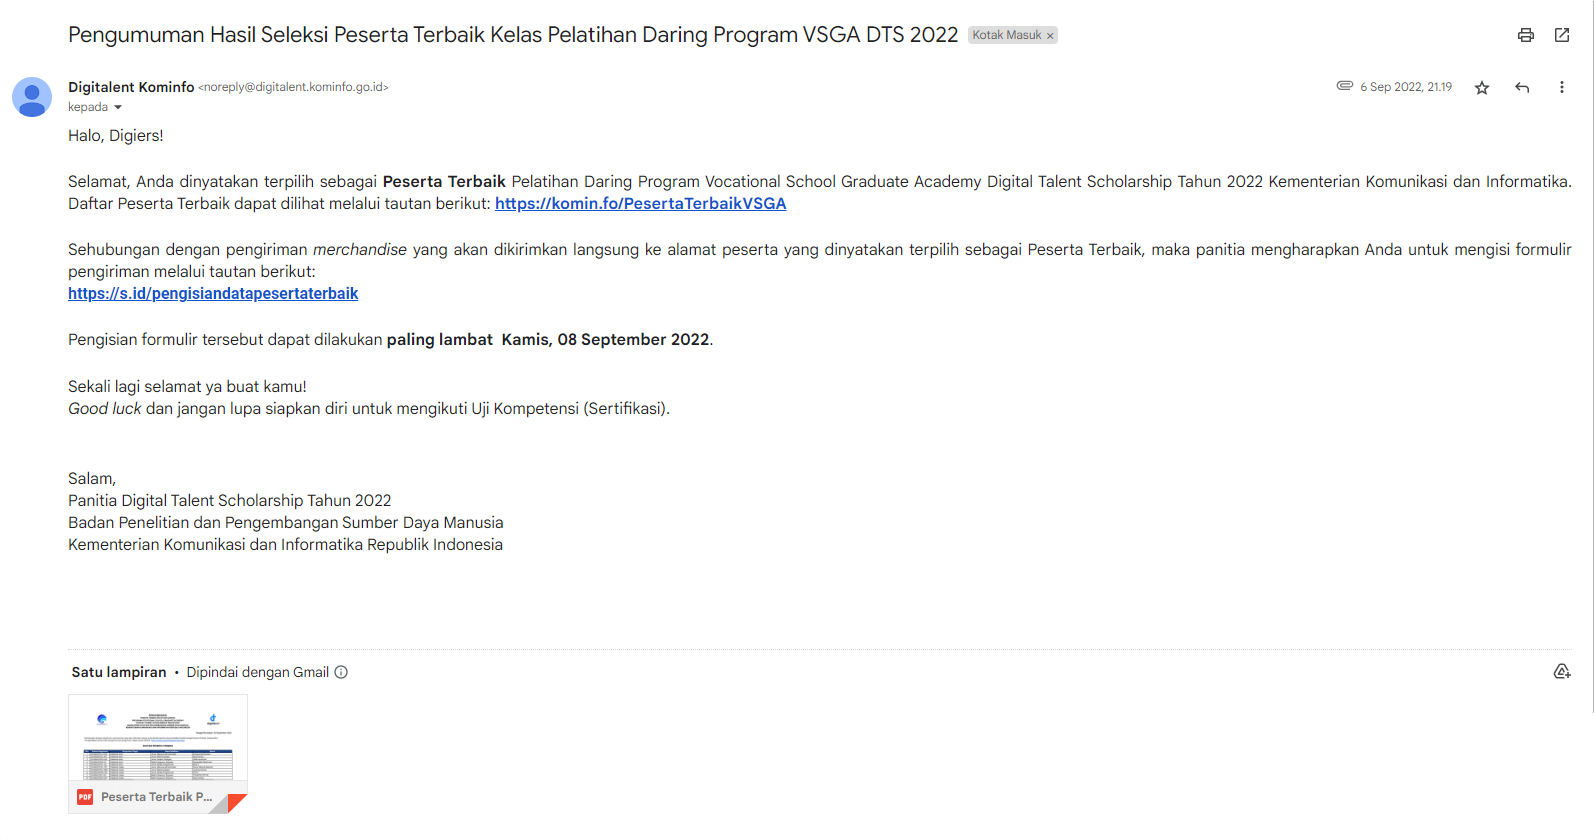 Pengumuman Hasil Seleksi Peserta Terbaik Kelas Pelatihan Daring Program VSGA DTS 2022 Kotak Masuk ×
Digitalent Kominfo <noreply@digitalent.kominfo.go.id> 6 Sep 2022, 21.19
kepada
Halo, Digiers!
Selamat, Anda dinyatakan terpilih sebagai Peserta Terbaik Pelatihan Daring Program Vocational School Graduate Academy Digital Talent Scholarship Tahun 2022 Kementerian Komunikasi dan Informatika.
Daftar Peserta Terbaik dapat dilihat melalui tautan berikut: https://komin.fo/PesertaTerbaikVSGA
Sehubungan dengan pengiriman merchandise yang akan dikirimkan langsung ke alamat peserta yang dinyatakan terpilih sebagai Peserta Terbaik, maka panitia mengharapkan Anda untuk mengisi formulir
pengiriman melalui tautan berikut:
https://s.id/pengisiandatapesertaterbaik
Pengisian formulir tersebut dapat dilakukan paling lambat  Kamis, 08 September 2022.
Sekali lagi selamat ya buat kamu!
Good luck dan jangan lupa siapkan diri untuk mengikuti Uji Kompetensi (Sertifikasi).
Salam,
Panitia Digital Talent Scholarship Tahun 2022
Badan Penelitian dan Pengembangan Sumber Daya Manusia
Kementerian Komunikasi dan Informatika Republik Indonesia
Satu lampiran • Dipindai dengan Gmail
PDF Peserta Terbaik P...